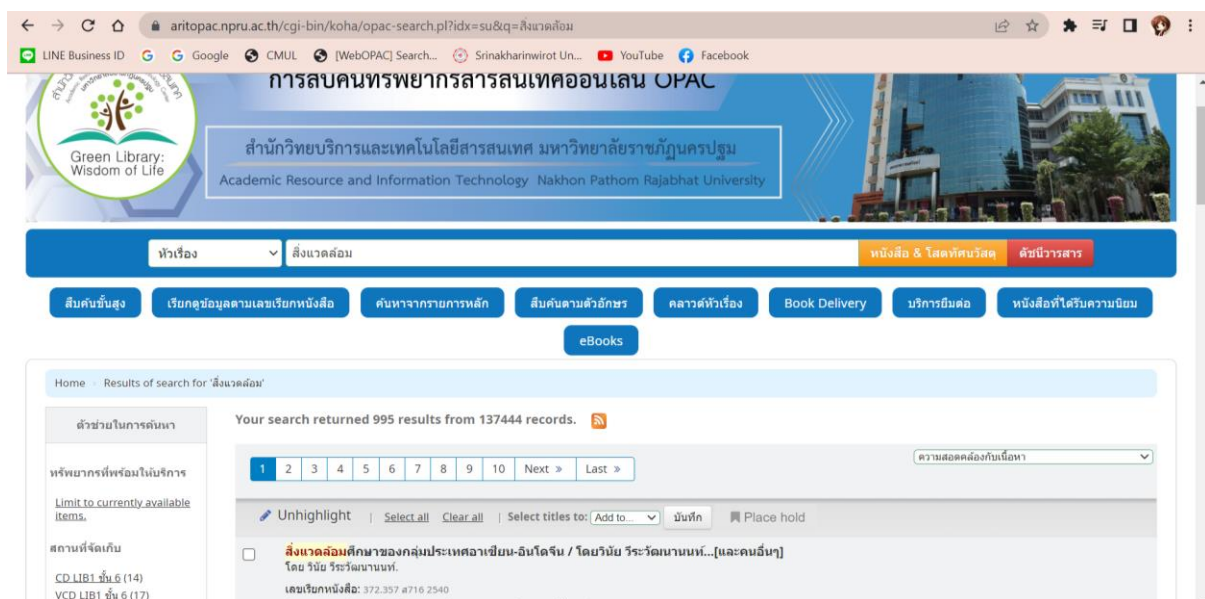 aritopac.npru.ac.th/cgi-bin/koha/opac-search.pl?idx=su&q=สิ่งแวดล้อม
LINE Business ID G G Google CMUL [WebOPAC] Search... Srinakharinwirot Un... YouTube Facebook
การสืบค้นทรัพยากรสารสนเทศออนไลน์ OPAC
Green Library:
Wisdom of Life
สำนักวิทยบริการและเทคโนโลยีสารสนเทศ มหาวิทยาลัยราชภัฏนครปฐม
Academic Resource and Information Technology Nakhon Pathom Rajabhat University
หัวเรื่อง สิ่งแวดล้อม หนังสือ & โสตทัศนวัสดุ ดัชนีวารสาร
สืบค้นขั้นสูง เรียกดูข้อมูลตามเลขเรียกหนังสือ ค้นหาจากรายการหลัก สืบค้นตามตัวอักษร คลาวด์หัวเรื่อง Book Delivery บริการยืมต่อ หนังสือที่ได้รับความนิยม
eBooks
Home Results of search for 'สิ่งแวดล้อม'
ตัวช่วยในการค้นหา
Your search returned 995 results from 137444 records.
ทรัพยากรที่พร้อมให้บริการ
1 2 3 4 5 6 7 8 9 10 Next » Last »
ความสอดคล้องกับเนื้อหา
Limit to currently available
items.
Unhighlight | Select all Clear all | Select titles to: Add to... บันทึก Place hold
สถานที่จัดเก็บ
สิ่งแวดล้อมศึกษาของกลุ่มประเทศอาเซียน-อินโดจีน / โดยวินัย วีระวัฒนานนท์...[และคนอื่นๆ]
โดย วินัย วีระวัฒนานนท์.
CD LIB1 ชั้น 6 (14)
เลขเรียกหนังสือ: 372.357 ส716 2540
VCD LIB1 ชั้น 6 (17)